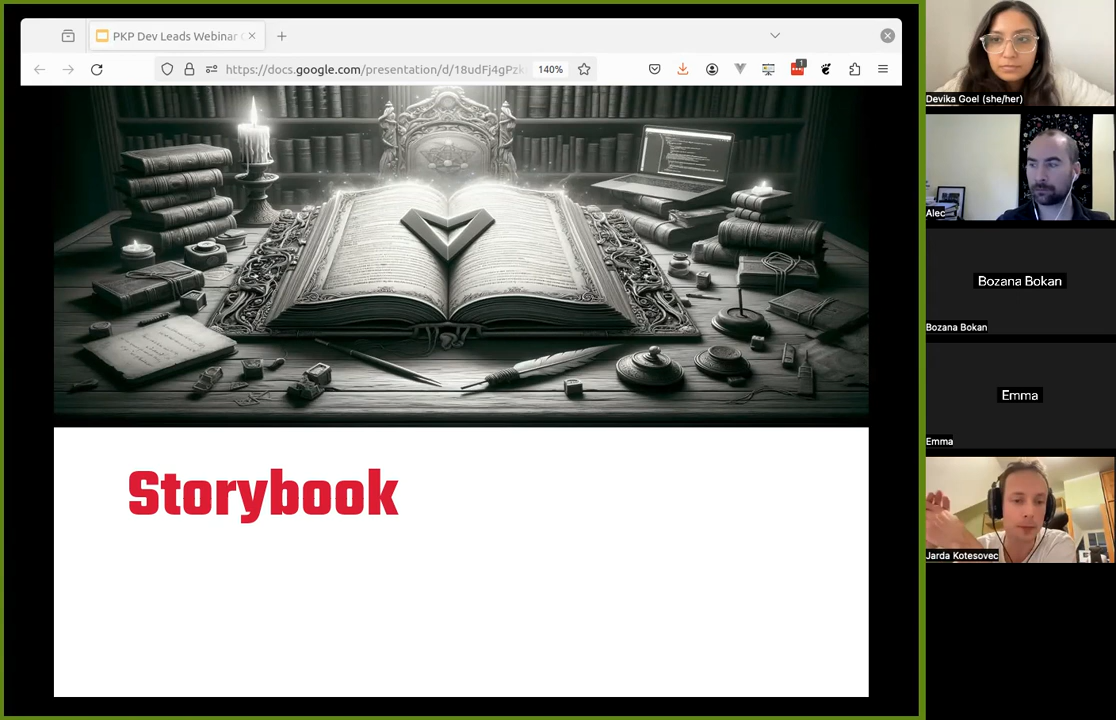 PKP Dev Leads Webinar
https://docs.google.com/presentation/d/18udFj4gPzk
140%
1
Storybook
Devika Goel (she/her)
Alec
Bozana Bokan
Bozana Bokan
Emma
Emma
Jarda Kotesovec